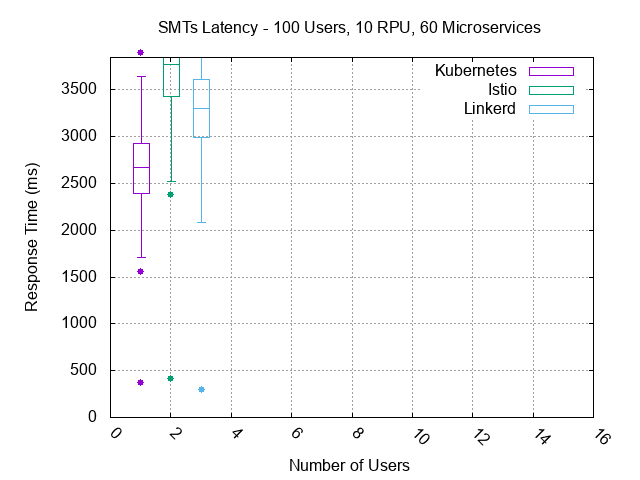 SMTs Latency - 100 Users, 10 RPU, 60 Microservices
Kubernetes
Istio
Linkerd
3500
3000
2500
2000
1500
1000
500
0
Response Time (ms)
0 2 4 6 8 10 12 14 16
Number of Users